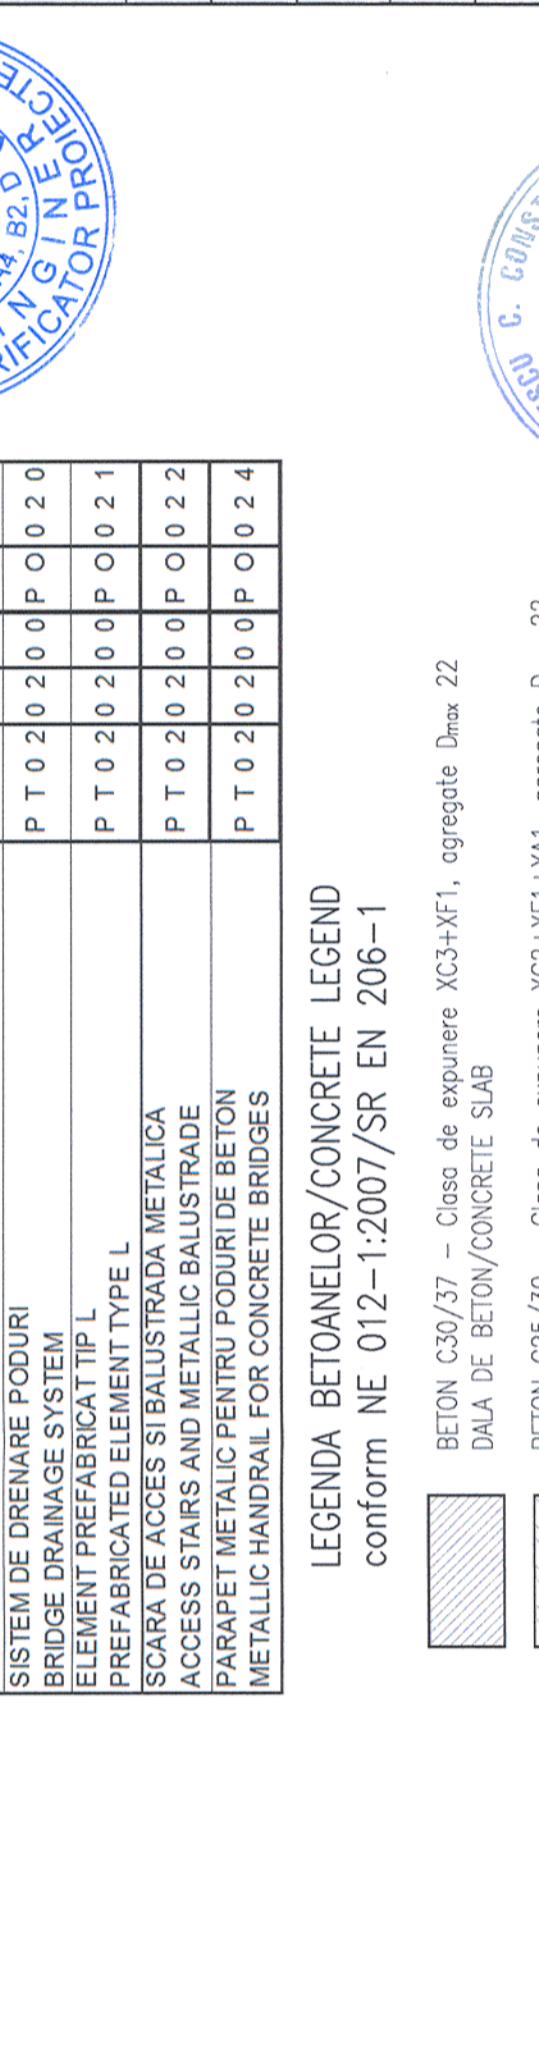 SISTEM DE DRENARE PODURI
BRIDGE DRAINAGE SYSTEM
P T 0 2 0 2 0 0 P O 0 2 0
ELEMENT PREFABRICAT TIP L
PREFABRICATED ELEMENT TYPE L
P T 0 2 0 2 0 0 P O 0 2 1
SCARA DE ACCES SI BALUSTRADA METALICA
ACCESS STAIRS AND METALLIC BALUSTRADE
P T 0 2 0 2 0 0 P O 0 2 2
PARAPET METALIC PENTRU PODURI DE BETON
METALLIC HANDRAIL FOR CONCRETE BRIDGES
P T 0 2 0 2 0 0 P O 0 2 4
LEGENDA BETOANELOR/CONCRETE LEGEND
conform NE 012-1:2007/SR EN 206-1
BETON C30/37 - Clasa de expunere XC3+XF1, agregate Dmax 22
DALA DE BETON/CONCRETE SLAB
B2, D
INGINER
PROIECTE
C.